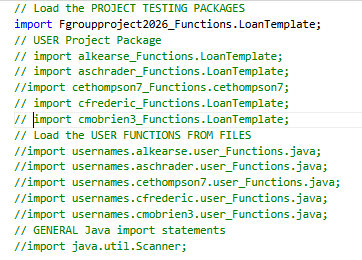 // Load the PROJECT TESTING PACKAGES
import Fgroupproject2026_Functions.LoanTemplate;
// USER Project Package
// import alkearse_Functions.LoanTemplate;
// import aschrader_Functions.LoanTemplate;
//import cethompson7_Functions.cethompson7;
// import cfrederic_Functions.LoanTemplate;
// import cmobrien3_Functions.LoanTemplate;
// Load the USER FUNCTIONS FROM FILES
//import usernames.alkearse.user_Functions.java;
//import usernames.aschrader.user_Functions.java;
//import usernames.cethompson7.user_Functions.java;
//import usernames.cfrederic.user_Functions.java;
//import usernames.cmobrien3.user_Functions.java;
// GENERAL Java import statements
//import java.util.Scanner;